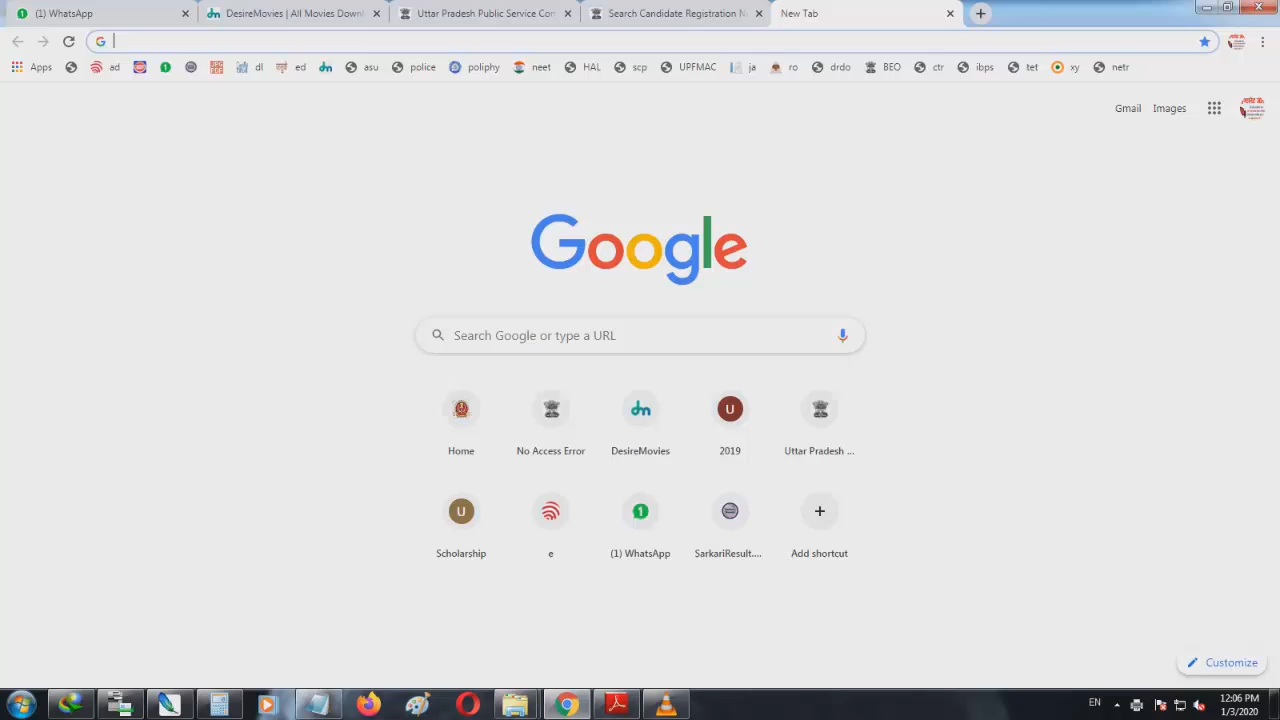 (1) WhatsApp
DesireMovies | All Movies Downl
Uttar Pradesh Public Service Co
Search Candidate Registration N
New Tab
Apps
ad
dl
ed
asu
police
poliphy
neet
HAL
scp
UPFMAC
ja
ro
drdo
BEO
ctr
ibps
tet
xy
netr
Gmail
Images
Google
Search Google or type a URL
Home
No Access Error
DesireMovies
2019
Uttar Pradesh ...
Scholarship
e
(1) WhatsApp
SarkariResult....
Add shortcut
Customize
EN
12:06 PM
1/3/2020